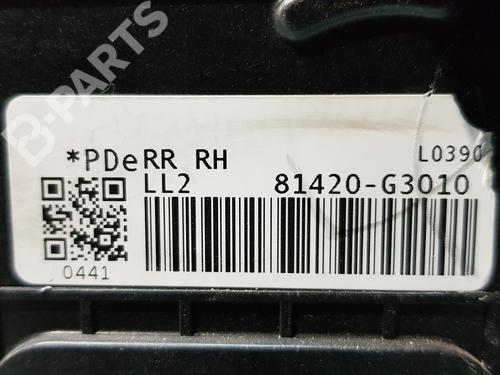 B-PARTS
*PDeRR RH
L0390
LL2
81420-G3010
0441